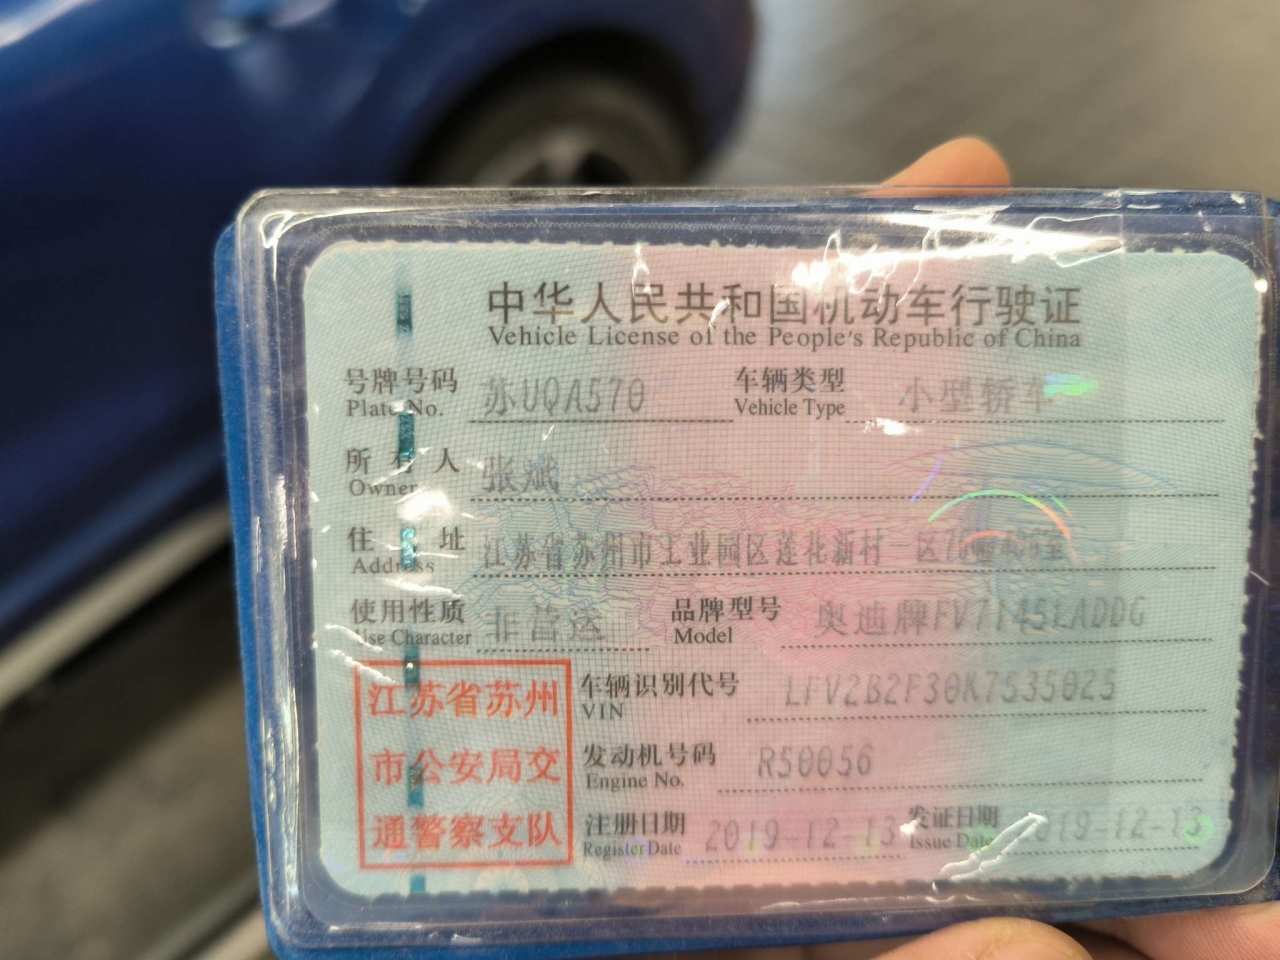 中华人民共和国机动车行驶证
Vehicle License of the People's Republic of China
号牌号码 苏UQA570 车辆类型 小型轿车
Plate No. Vehicle Type
所有人 张斌
Owner
住址 江苏省苏州市工业园区莲花新村一区
Address
使用性质 非营运 品牌型号 奥迪牌FV7145LADDG
Use Character Model
江苏省苏州 车辆识别代号 LFV2B2F30K7535025
VIN
市公安局交 发动机号码 R50056
Engine No.
通警察支队 注册日期 2019-12-13 发证日期 2019-12-13
Register Date Issue Date